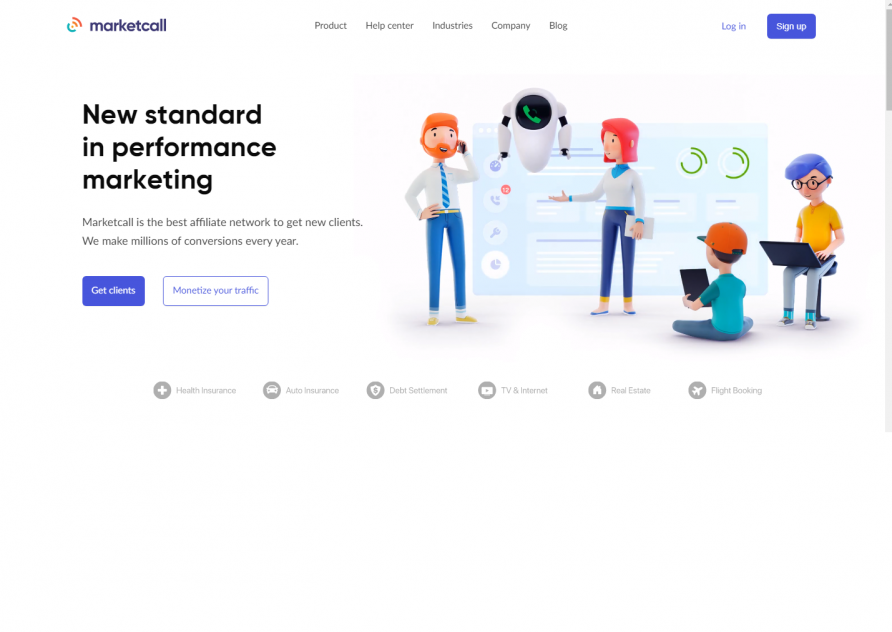 marketcall
Product
Help center
Industries
Company
Blog
Log in
Sign up
New standard
in performance
marketing
Marketcall is the best affiliate network to get new clients.
We make millions of conversions every year.
Get clients
Monetize your traffic
12
Health Insurance
Auto Insurance
Debt Settlement
TV & Internet
Real Estate
Flight Booking